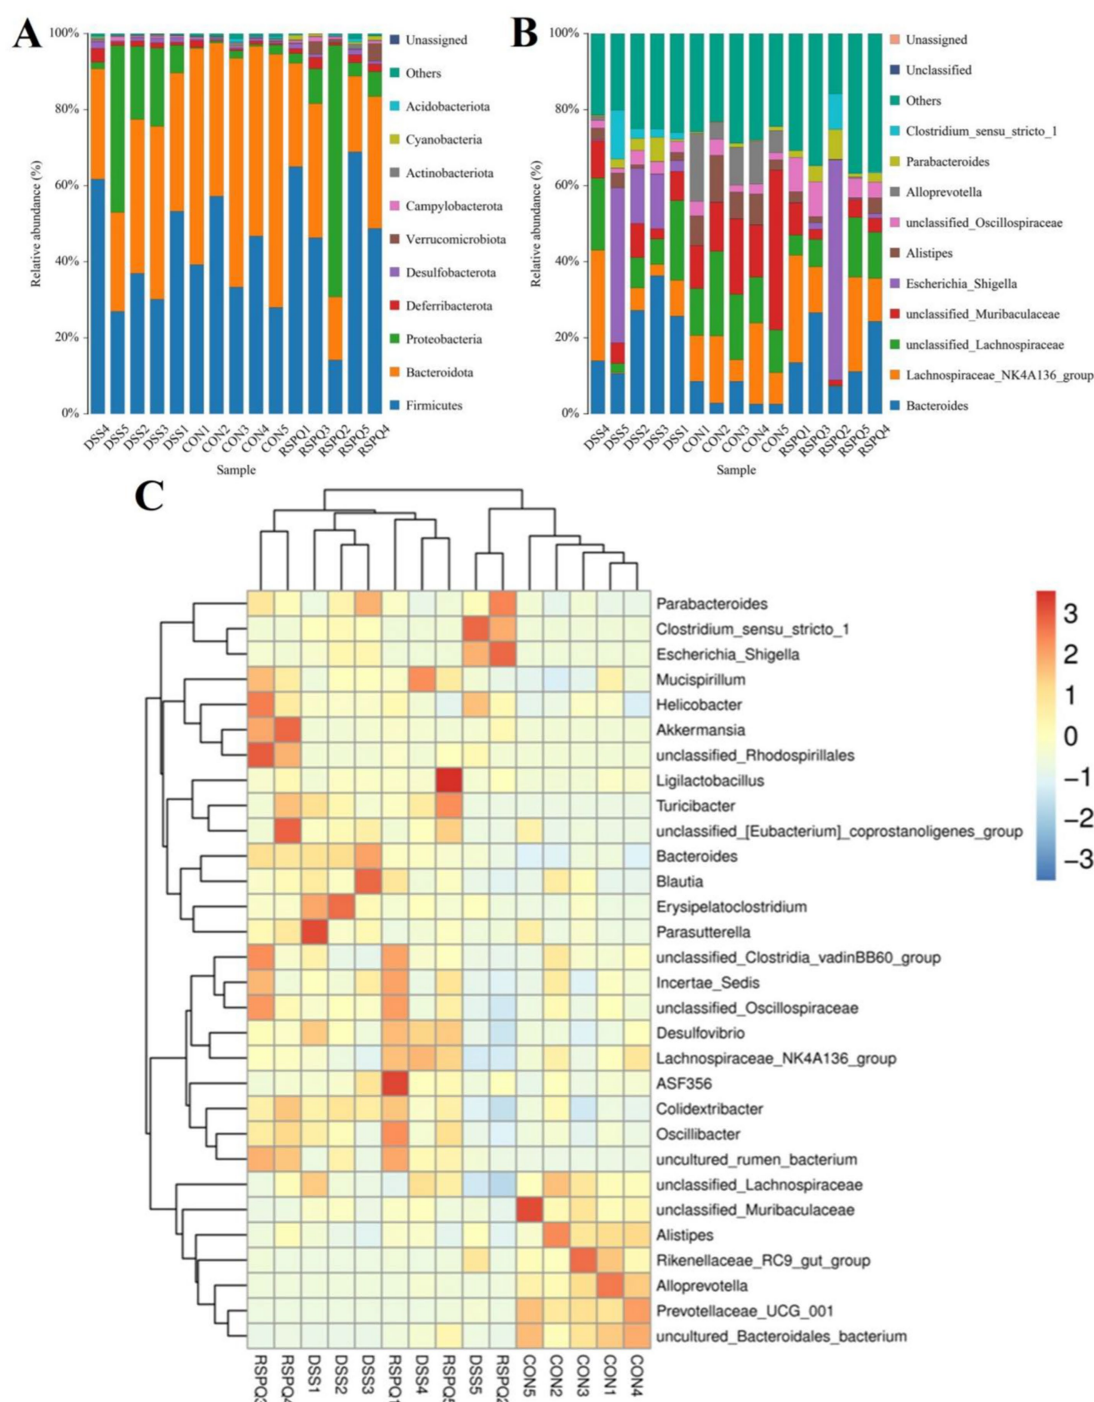 A
100%
80%
60%
40%
20%
0%
Relative abundance (%)
DSS4
DSS5
DSS2
DSS3
DSS1
CON1
CON2
CON3
CON4
CON5
RSPQ1
RSPQ3
RSPQ2
RSPQ5
RSPQ4
Sample
Unassigned
Others
Acidobacteriota
Cyanobacteria
Actinobacteriota
Campylobacterota
Verrucomicrobiota
Desulfobacterota
Deferribacterota
Proteobacteria
Bacteroidota
Firmicutes
B
100%
80%
60%
40%
20%
0%
Relative abundance (%)
DSS4
DSS5
DSS2
DSS3
DSS1
CON1
CON2
CON3
CON4
CON5
RSPQ1
RSPQ3
RSPQ2
RSPQ5
RSPQ4
Sample
Unassigned
Unclassified
Others
Clostridium_sensu_stricto_1
Parabacteroides
Alloprevotella
unclassified_Oscillospiraceae
Alistipes
Escherichia_Shigella
unclassified_Muribaculaceae
unclassified_Lachnospiraceae
Lachnospiraceae_NK4A136_group
Bacteroides
C
Parabacteroides
Clostridium_sensu_stricto_1
Escherichia_Shigella
Mucispirillum
Helicobacter
Akkermansia
unclassified_Rhodospirillales
Ligilactobacillus
Turicibacter
unclassified_[Eubacterium]_coprostanoligenes_group
Bacteroides
Blautia
Erysipelatoclostridium
Parasutterella
unclassified_Clostridia_vadinBB60_group
Incertae_Sedis
unclassified_Oscillospiraceae
Desulfovibrio
Lachnospiraceae_NK4A136_group
ASF356
Colidextribacter
Oscillibacter
uncultured_rumen_bacterium
unclassified_Lachnospiraceae
unclassified_Muribaculaceae
Alistipes
Rikenellaceae_RC9_gut_group
Alloprevotella
Prevotellaceae_UCG_001
uncultured_Bacteroidales_bacterium
RSPQ3
RSPQ4
DSS1
DSS2
DSS3
RSPQ1
DSS4
RSPQ5
DSS5
RSPQ2
CON5
CON2
CON3
CON1
CON4
3
2
1
0
−1
−2
−3